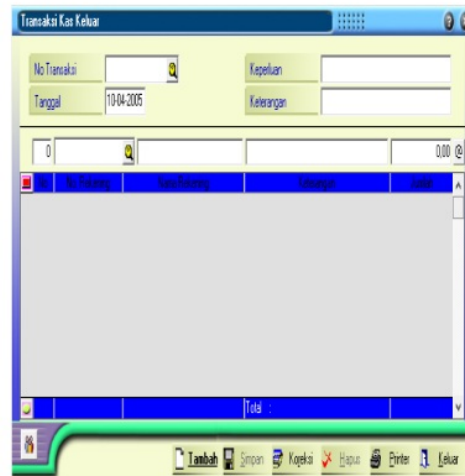 Transaksi Kas Keluar
No Transaksi Keperluan
Tanggal 10-04-2005 Keterangan
0 0,00 @
No No. Rekening Nama Rekening Keterangan Jumlah
Total :
Tambah Simpan Koreksi Hapus Printer Keluar